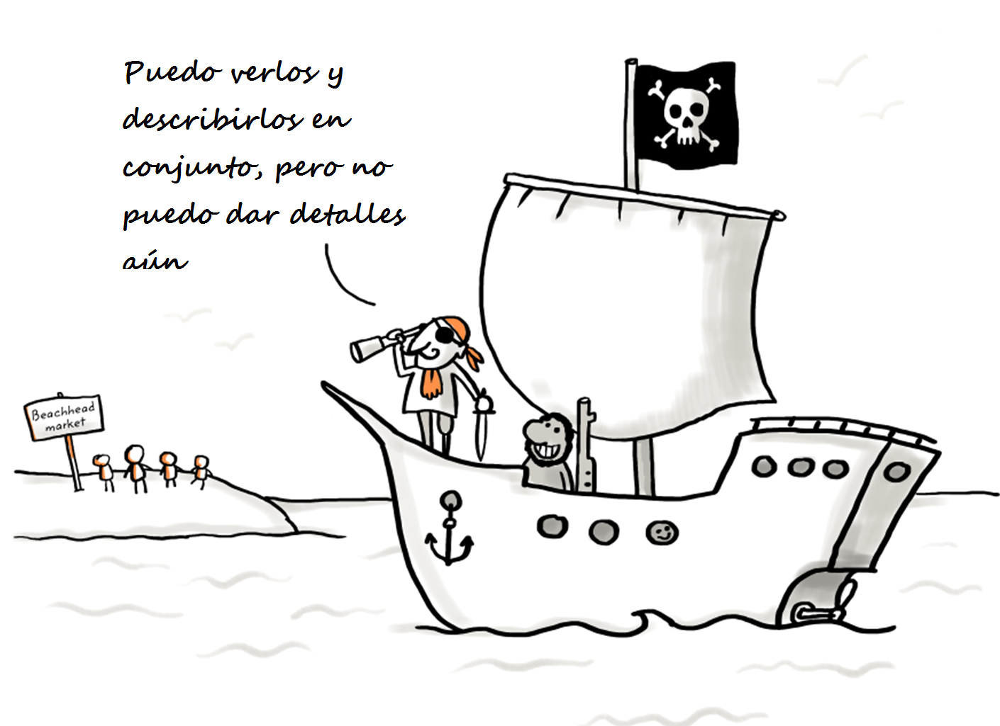 Puedo verlos y
describirlos en
conjunto, pero no
puedo dar detalles
aún
Beachhead
market